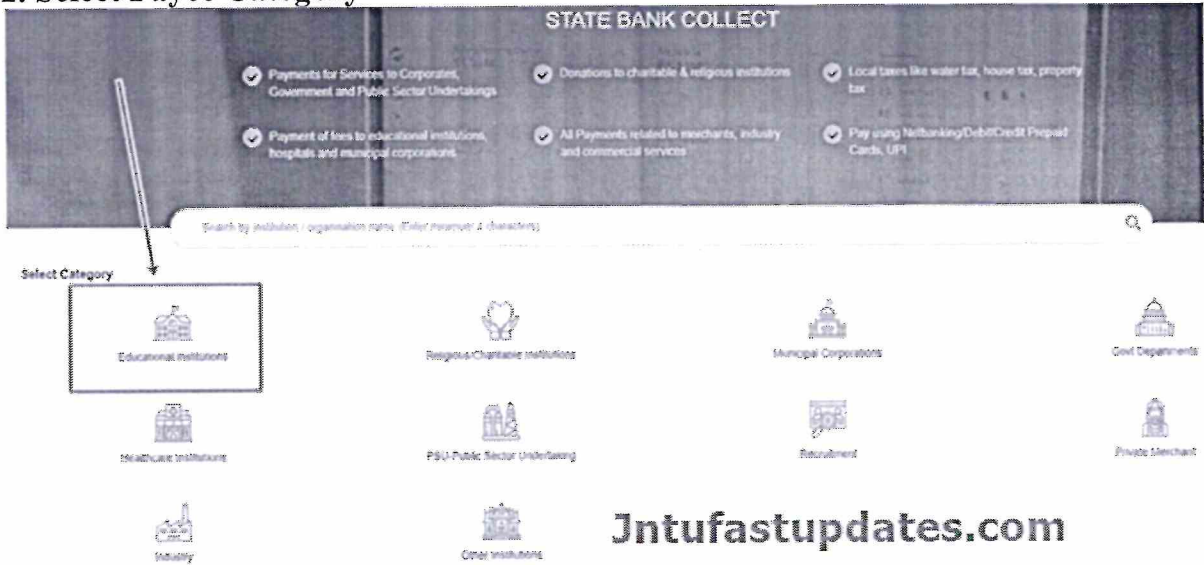 2. Select Payee Category
STATE BANK COLLECT
Payments for Services to Corporates,
Government and Public Sector Undertakings
Donations to charitable & religious institutions
Local taxes like water tax, house tax, property
tax
Payment of fees to educational institutions,
hospitals and municipal corporations.
All Payments related to merchants, industry
and commercial services
Pay using Netbanking/Debit/Credit Prepaid
Cards, UPI
Search by institution / organisation name (Enter minimum 4 characters)
Select Category
Educational Institutions
Religious/Charitable Institutions
Municipal Corporations
Govt Departments
Healthcare Institutions
PSU-Public Sector Undertaking
Recruitment
Private Merchant
Industry
Other Institutions
Jntufastupdates.com